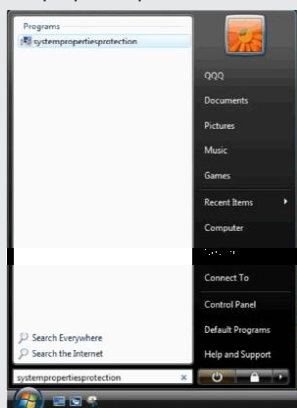 Programs
systempropertiesprotection
Search Everywhere
Search the Internet
systempropertiesprotection
QQQ
Documents
Pictures
Music
Games
Recent Items
Computer
Connect To
Control Panel
Default Programs
Help and Support